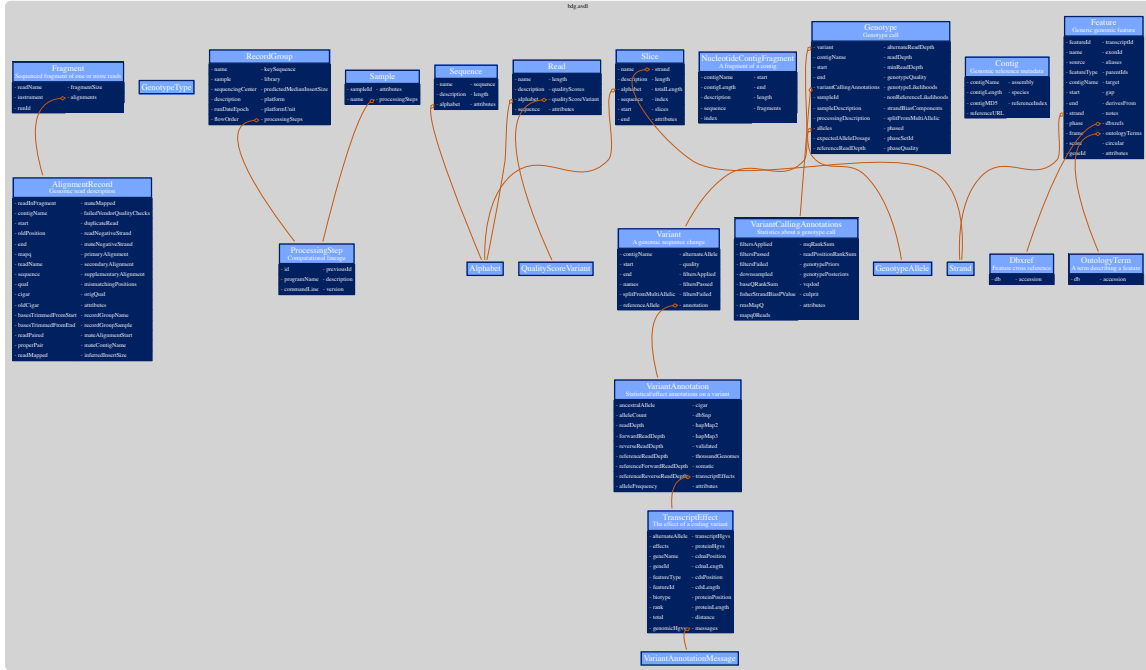 bdg.avdl
Fragment
Sequenced fragment of one or more reads
- readName - fragmentSize
- instrument - alignments
- runId
GenotypeType
RecordGroup
- name - keySequence
- sample - library
- sequencingCenter - predictedMedianInsertSize
- description - platform
- runDateEpoch - platformUnit
- flowOrder - processingSteps
Sample
- sampleId - attributes
- name - processingSteps
Sequence
- name - sequence
- description - length
- alphabet - attributes
Read
- name - length
- description - qualityScores
- alphabet - qualityScoreVariant
- sequence - attributes
Slice
- name - strand
- description - length
- alphabet - totalLength
- sequence - index
- start - slices
- end - attributes
NucleotideContigFragment
A fragment of a contig
- contigName - start
- contigLength - end
- description - length
- sequence - fragments
- index
Genotype
Genotype call
- variant - alternateReadDepth
- contigName - readDepth
- start - minReadDepth
- end - genotypeQuality
- variantCallingAnnotations - genotypeLikelihoods
- sampleId - nonReferenceLikelihoods
- sampleDescription - strandBiasComponents
- processingDescription - splitFromMultiAllelic
- alleles - phased
- expectedAlleleDosage - phaseSetId
- referenceReadDepth - phaseQuality
Contig
Genomic reference metadata
- contigName - assembly
- contigLength - species
- contigMD5 - referenceIndex
- referenceURL
Feature
Generic genomic feature
- featureId - transcriptId
- name - exonId
- source - aliases
- featureType - parentIds
- contigName - target
- start - gap
- end - derivesFrom
- strand - notes
- phase - dbxrefs
- frame - ontologyTerms
- score - circular
- geneId - attributes
AlignmentRecord
Genomic read description
- readInFragment - mateMapped
- contigName - failedVendorQualityChecks
- start - duplicateRead
- oldPosition - readNegativeStrand
- end - mateNegativeStrand
- mapq - primaryAlignment
- readName - secondaryAlignment
- sequence - supplementaryAlignment
- qual - mismatchingPositions
- cigar - origQual
- oldCigar - attributes
- basesTrimmedFromStart - recordGroupName
- basesTrimmedFromEnd - recordGroupSample
- readPaired - mateAlignmentStart
- properPair - mateContigName
- readMapped - inferredInsertSize
ProcessingStep
Computational lineage
- id - previousId
- programName - description
- commandLine - version
Alphabet
QualityScoreVariant
Variant
A genomic sequence change
- contigName - alternateAllele
- start - quality
- end - filtersApplied
- names - filtersPassed
- splitFromMultiAllelic - filtersFailed
- referenceAllele - annotation
VariantCallingAnnotations
Statistics about a genotype call
- filtersApplied - mqRankSum
- filtersPassed - readPositionRankSum
- filtersFailed - genotypePriors
- downsampled - genotypePosteriors
- baseQRankSum - vqslod
- fisherStrandBiasPValue - culprit
- rmsMapQ - attributes
- mapq0Reads
GenotypeAllele
Strand
Dbxref
Feature cross reference
- db - accession
OntologyTerm
A term describing a feature
- db - accession
VariantAnnotation
Statistical/effect annotations on a variant
- ancestralAllele - cigar
- alleleCount - dbSnp
- readDepth - hapMap2
- forwardReadDepth - hapMap3
- reverseReadDepth - validated
- referenceReadDepth - thousandGenomes
- referenceForwardReadDepth - somatic
- referenceReverseReadDepth - transcriptEffects
- alleleFrequency - attributes
TranscriptEffect
The effect of a coding variant
- alternateAllele - transcriptHgvs
- effects - proteinHgvs
- geneName - cdnaPosition
- geneId - cdnaLength
- featureType - cdsPosition
- featureId - cdsLength
- biotype - proteinPosition
- rank - proteinLength
- total - distance
- genomicHgvs - messages
VariantAnnotationMessage